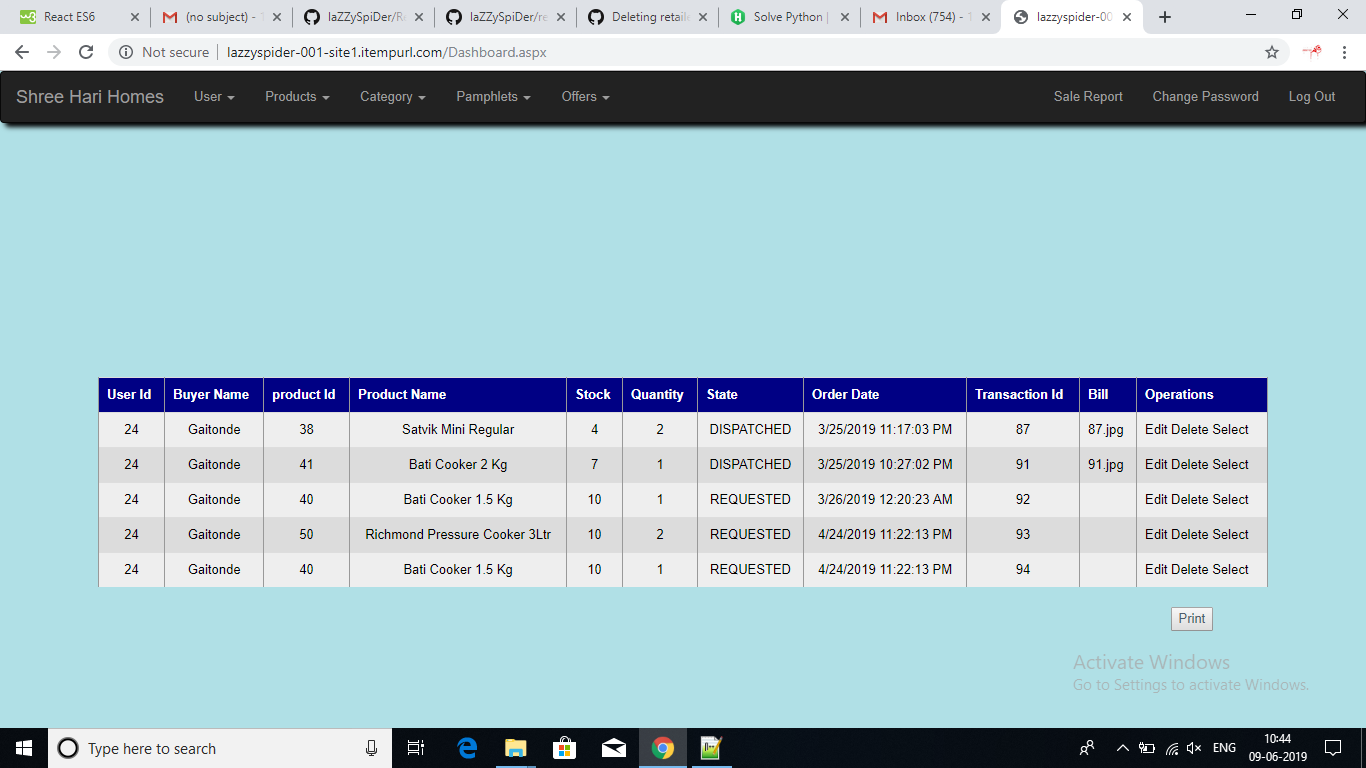 React ES6
(no subject) - 1
laZZySpiDer/R
laZZySpiDer/re
Deleting retaile
Solve Python |
Inbox (754) - 1
lazzyspider-00
Not secure | lazzyspider-001-site1.itempurl.com/Dashboard.aspx
Shree Hari Homes User Products Category Pamphlets Offers Sale Report Change Password Log Out
User Id Buyer Name product Id Product Name Stock Quantity State Order Date Transaction Id Bill Operations
24 Gaitonde 38 Satvik Mini Regular 4 2 DISPATCHED 3/25/2019 11:17:03 PM 87 87.jpg Edit Delete Select
24 Gaitonde 41 Bati Cooker 2 Kg 7 1 DISPATCHED 3/25/2019 10:27:02 PM 91 91.jpg Edit Delete Select
24 Gaitonde 40 Bati Cooker 1.5 Kg 10 1 REQUESTED 3/26/2019 12:20:23 AM 92 Edit Delete Select
24 Gaitonde 50 Richmond Pressure Cooker 3Ltr 10 2 REQUESTED 4/24/2019 11:22:13 PM 93 Edit Delete Select
24 Gaitonde 40 Bati Cooker 1.5 Kg 10 1 REQUESTED 4/24/2019 11:22:13 PM 94 Edit Delete Select
Print
Activate Windows
Go to Settings to activate Windows.
Type here to search
ENG
10:44
09-06-2019